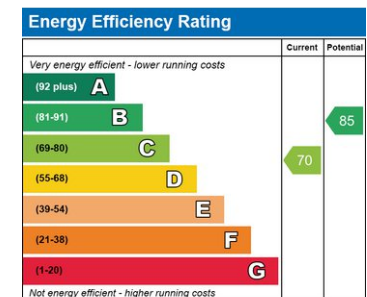 Energy Efficiency Rating
Current Potential
Very energy efficient - lower running costs
(92 plus) A
(81-91) B
85
(69-80) C
70
(55-68) D
(39-54) E
(21-38) F
(1-20) G
Not energy efficient - higher running costs